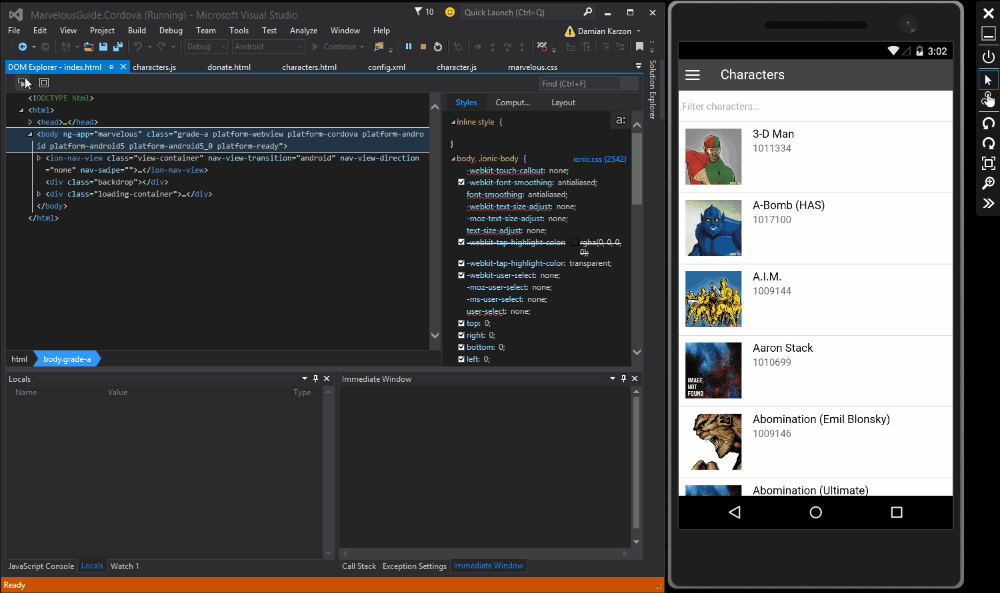 MarvelousGuide.Cordova (Running) - Microsoft Visual Studio
10
Quick Launch (Ctrl+Q)
File Edit View Project Build Debug Team Tools Test Analyze Window Help
Damian Karzon
Debug Android Continue
DOM Explorer - index.html characters.js donate.html characters.html config.xml character.js marvelous.css
Solution Explorer
Find (Ctrl+F)
<!DOCTYPE html>
<html>
<head>…</head>
<body ng-app="marvelous" class="grade-a platform-webview platform-cordova platform-andro
id platform-android5 platform-android5_0 platform-ready">
<ion-nav-view class="view-container" nav-view-transition="android" nav-view-direction
="none" nav-swipe="">…</ion-nav-view>
<div class="backdrop"></div>
<div class="loading-container">…</div>
</body>
</html>
html body.grade-a
Styles Comput... Layout
Inline style {
a:
}
body, .ionic-body { ionic.css (2542)
-webkit-touch-callout: none;
-webkit-font-smoothing: antialiased;
font-smoothing: antialiased;
-webkit-text-size-adjust: none;
-moz-text-size-adjust: none;
text-size-adjust: none;
-webkit-tap-highlight-color: rgba(0, 0, 0,
0);
-webkit-tap-highlight-color: transparent;
-webkit-user-select: none;
-moz-user-select: none;
-ms-user-select: none;
user-select: none;
top: 0;
right: 0;
bottom: 0;
left: 0;
Locals
Name Value Type
JavaScript Console Locals Watch 1
Immediate Window
Call Stack Exception Settings Immediate Window
Ready
3:02
Characters
Filter characters...
3-D Man
1011334
A-Bomb (HAS)
1017100
A.I.M.
1009144
Aaron Stack
1010699
IMAGE
NOT
FOUND
Abomination (Emil Blonsky)
1009146
Abomination (Ultimate)